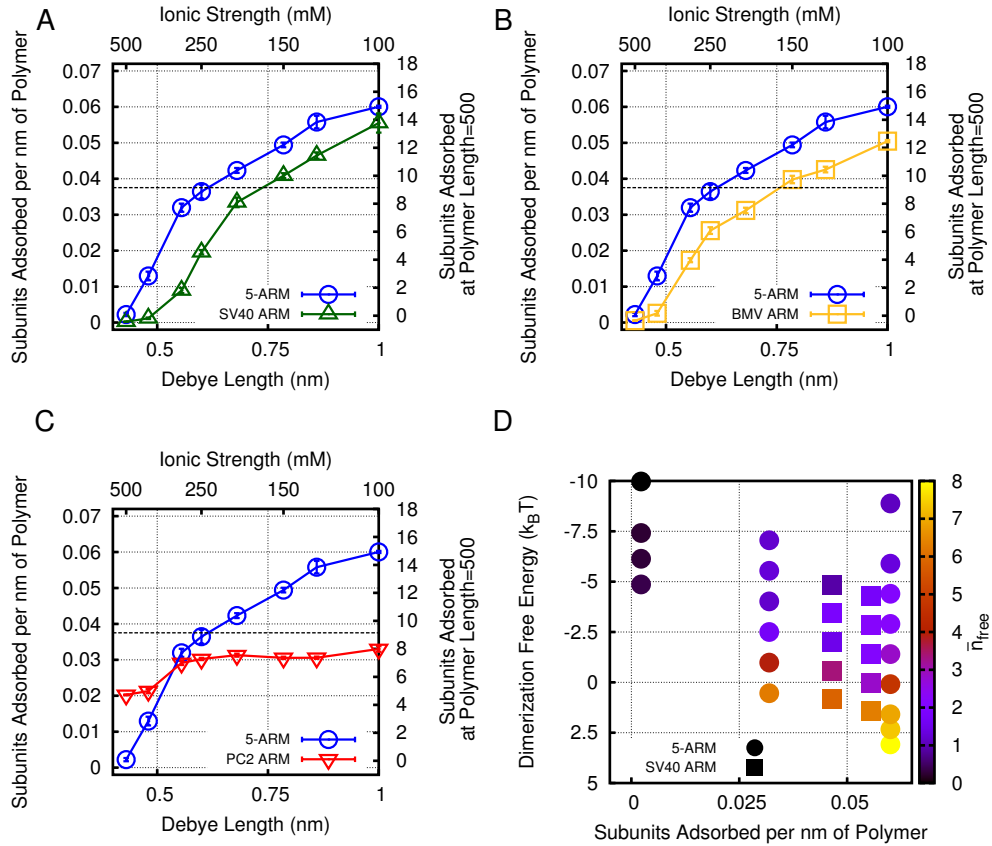 A
Ionic Strength (mM)
500 250 150 100
Subunits Adsorbed per nm of Polymer
0.07
0.06
0.05
0.04
0.03
0.02
0.01
0
18
16
14
12
10
8
6
4
2
0
Subunits Adsorbed
at Polymer Length=500
5-ARM
SV40 ARM
0.5 0.75 1
Debye Length (nm)
B
Ionic Strength (mM)
500 250 150 100
Subunits Adsorbed per nm of Polymer
0.07
0.06
0.05
0.04
0.03
0.02
0.01
0
18
16
14
12
10
8
6
4
2
0
Subunits Adsorbed
at Polymer Length=500
5-ARM
BMV ARM
0.5 0.75 1
Debye Length (nm)
C
Ionic Strength (mM)
500 250 150 100
Subunits Adsorbed per nm of Polymer
0.07
0.06
0.05
0.04
0.03
0.02
0.01
0
18
16
14
12
10
8
6
4
2
0
Subunits Adsorbed
at Polymer Length=500
5-ARM
PC2 ARM
0.5 0.75 1
Debye Length (nm)
D
Dimerization Free Energy (k_BT)
-10
-7.5
-5
-2.5
0
2.5
5
5-ARM
SV40 ARM
0 0.025 0.05
Subunits Adsorbed per nm of Polymer
8
7
6
5
4
3
2
1
0
n̅_free